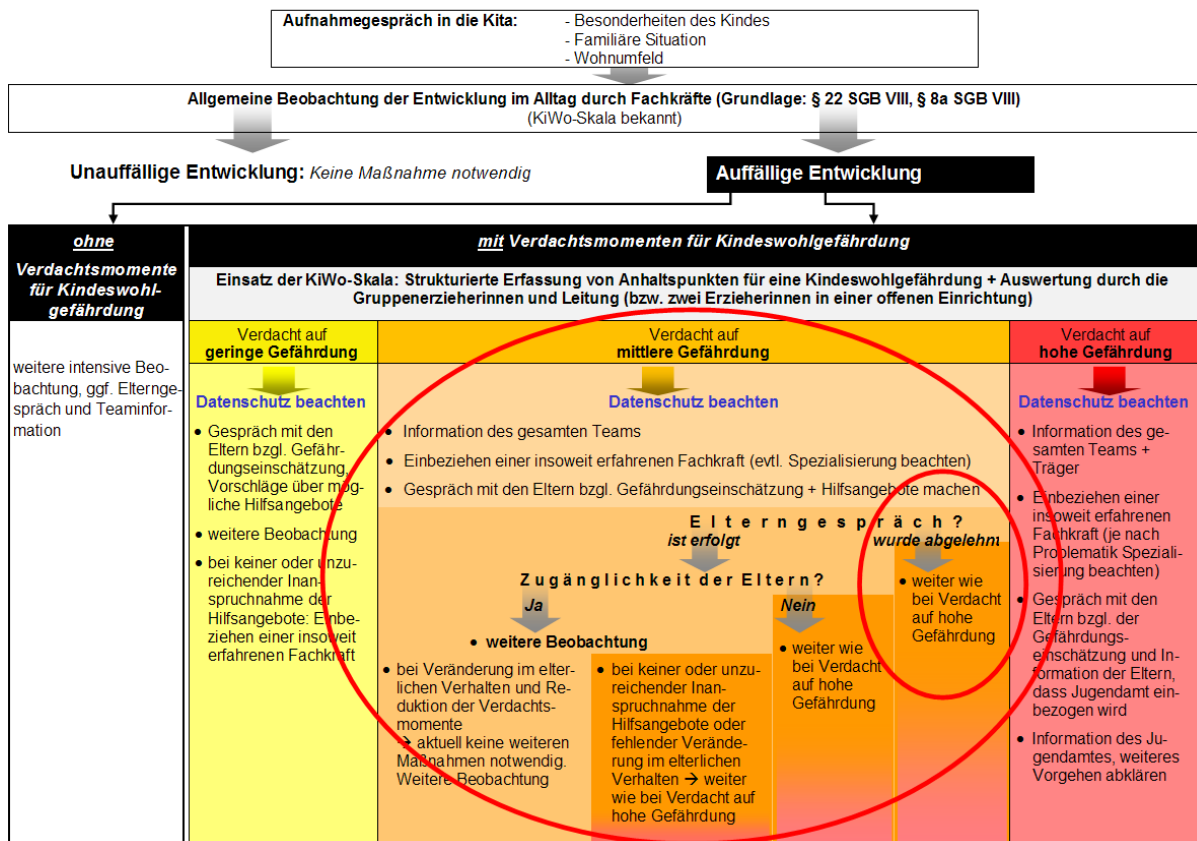 Aufnahmegespräch in die Kita: - Besonderheiten des Kindes
- Familiäre Situation
- Wohnumfeld
Allgemeine Beobachtung der Entwicklung im Alltag durch Fachkräfte (Grundlage: § 22 SGB VIII, § 8a SGB VIII)
(KiWo-Skala bekannt)
Unauffällige Entwicklung: Keine Maßnahme notwendig
Auffällige Entwicklung
ohne
Verdachtsmomente
für Kindeswohl-
gefährdung
mit Verdachtsmomenten für Kindeswohlgefährdung
Einsatz der KiWo-Skala: Strukturierte Erfassung von Anhaltspunkten für eine Kindeswohlgefährdung + Auswertung durch die
Gruppenerzieherinnen und Leitung (bzw. zwei Erzieherinnen in einer offenen Einrichtung)
weitere intensive Beo-
bachtung, ggf. Elternge-
spräch und Teaminfor-
mation
Verdacht auf
geringe Gefährdung
Datenschutz beachten
• Gespräch mit den
Eltern bzgl. Gefähr-
dungseinschätzung,
Vorschläge über mög-
liche Hilfsangebote
• weitere Beobachtung
• bei keiner oder unzu-
reichender Inan-
spruchnahme der
Hilfsangebote: Einbe-
ziehen einer insoweit
erfahrenen Fachkraft
Verdacht auf
mittlere Gefährdung
Datenschutz beachten
• Information des gesamten Teams
• Einbeziehen einer insoweit erfahrenen Fachkraft (evtl. Spezialisierung beachten)
• Gespräch mit den Eltern bzgl. Gefährdungseinschätzung + Hilfsangebote machen
Elterngespräch?
ist erfolgt
wurde abgelehnt
Zugänglichkeit der Eltern?
Ja
Nein
• weitere Beobachtung
• bei Veränderung im elter-
lichen Verhalten und Re-
duktion der Verdachts-
momente
→ aktuell keine weiteren
Maßnahmen notwendig.
Weitere Beobachtung
• bei keiner oder unzu-
reichender Inan-
spruchnahme der
Hilfsangebote oder
fehlender Verände-
rung im elterlichen
Verhalten → weiter
wie bei Verdacht auf
hohe Gefährdung
• weiter wie
bei Verdacht
auf hohe
Gefährdung
• weiter wie
bei Verdacht
auf hohe
Gefährdung
Verdacht auf
hohe Gefährdung
Datenschutz beachten
• Information des ge-
samten Teams +
Träger
• Einbeziehen einer
insoweit erfahrenen
Fachkraft (je nach
Problematik Speziali-
sierung beachten)
• Gespräch mit den
Eltern bzgl. der
Gefährdungs-
einschätzung und In-
formation der Eltern,
dass Jugendamt ein-
bezogen wird
• Information des Ju-
gendamtes, weiteres
Vorgehen abklären